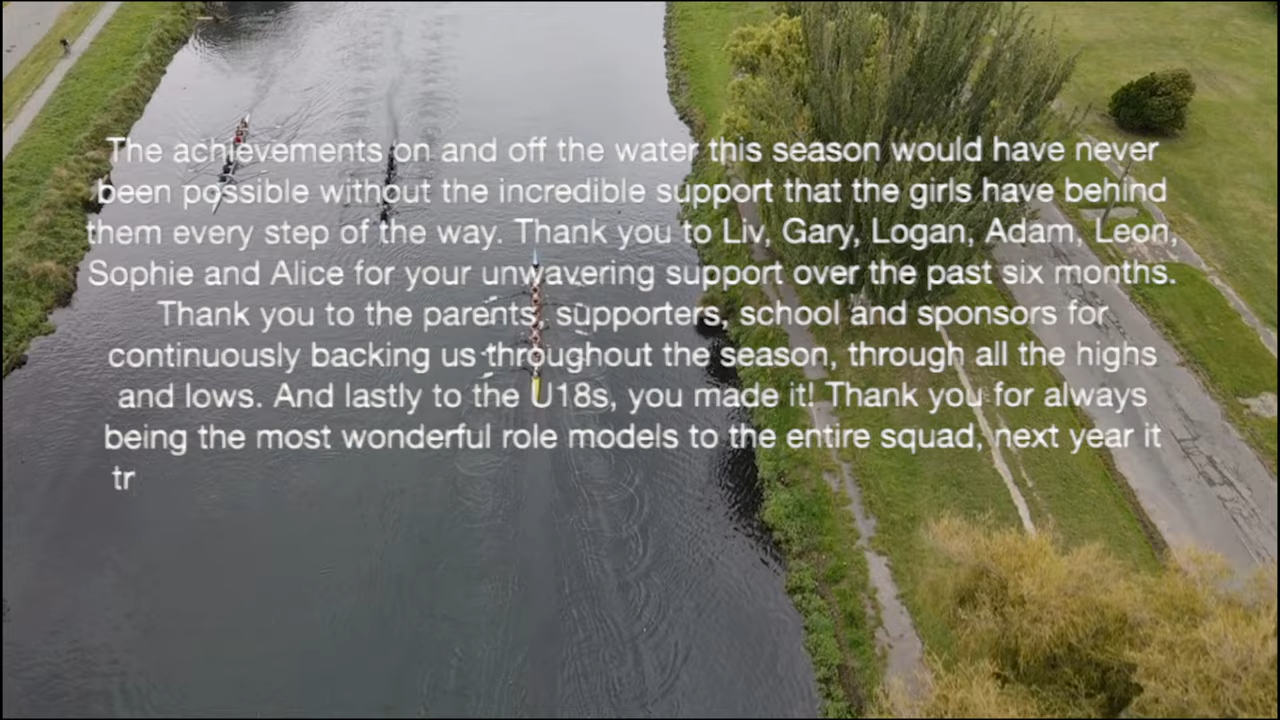 The achievements on and off the water this season would have never
been possible without the incredible support that the girls have behind
them every step of the way. Thank you to Liv, Gary, Logan, Adam, Leon,
Sophie and Alice for your unwavering support over the past six months.
Thank you to the parents, supporters, school and sponsors for
continuously backing us throughout the season, through all the highs
and lows. And lastly to the U18s, you made it! Thank you for always
being the most wonderful role models to the entire squad, next year it
tr